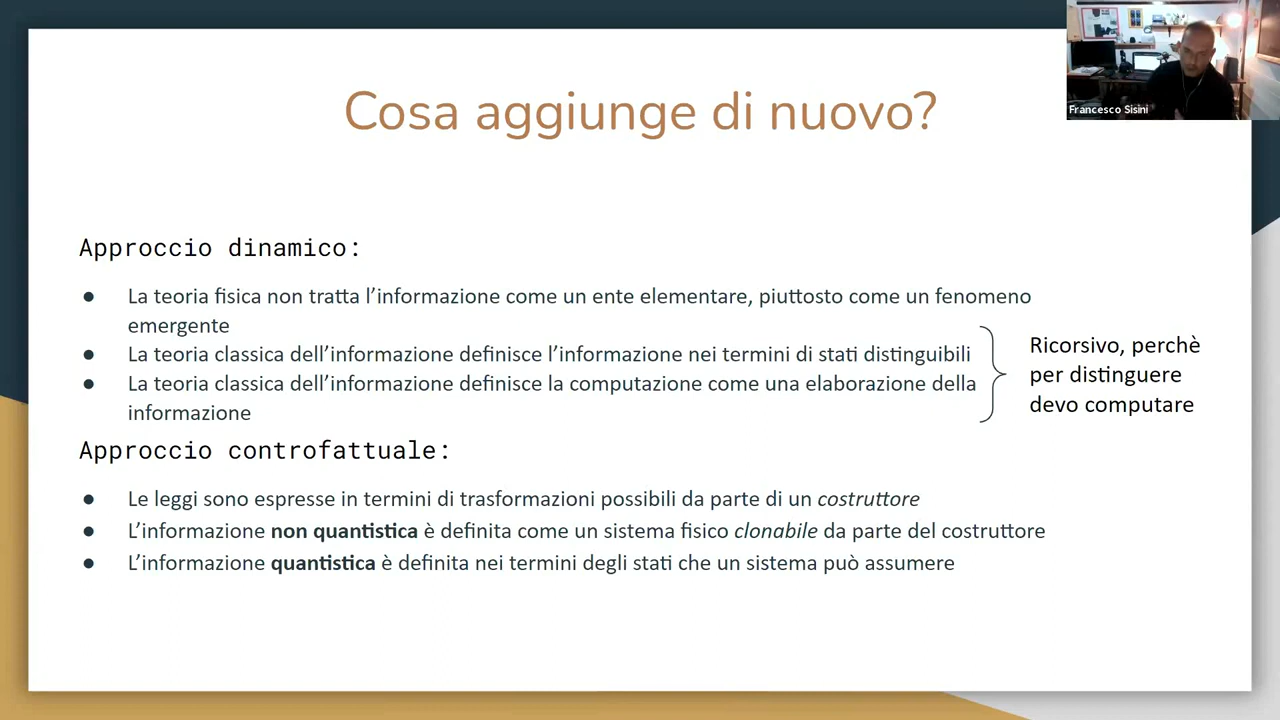 Francesco Sisini
Cosa aggiunge di nuovo?
Approccio dinamico:
● La teoria fisica non tratta l’informazione come un ente elementare, piuttosto come un fenomeno
emergente
● La teoria classica dell’informazione definisce l’informazione nei termini di stati distinguibili
● La teoria classica dell’informazione definisce la computazione come una elaborazione della
informazione
Ricorsivo, perchè
per distinguere
devo computare
Approccio controfattuale:
● Le leggi sono espresse in termini di trasformazioni possibili da parte di un costruttore
● L’informazione non quantistica è definita come un sistema fisico clonabile da parte del costruttore
● L’informazione quantistica è definita nei termini degli stati che un sistema può assumere